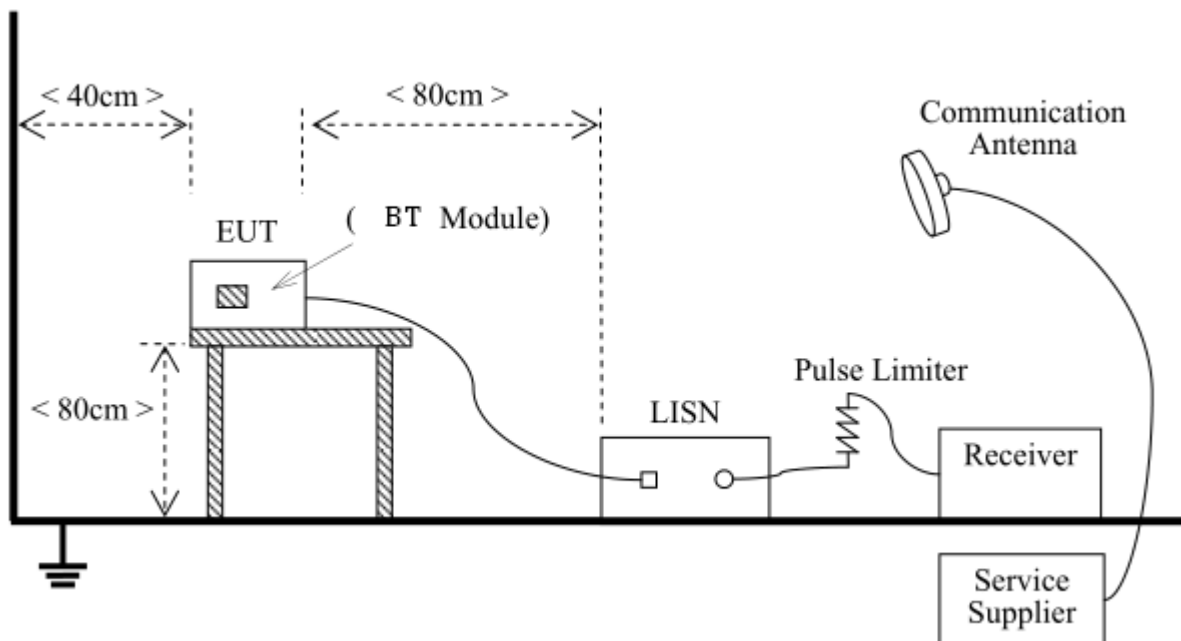 < 40cm >
< 80cm >
Communication
Antenna
( BT Module)
EUT
Pulse Limiter
< 80cm >
LISN
Receiver
Service
Supplier